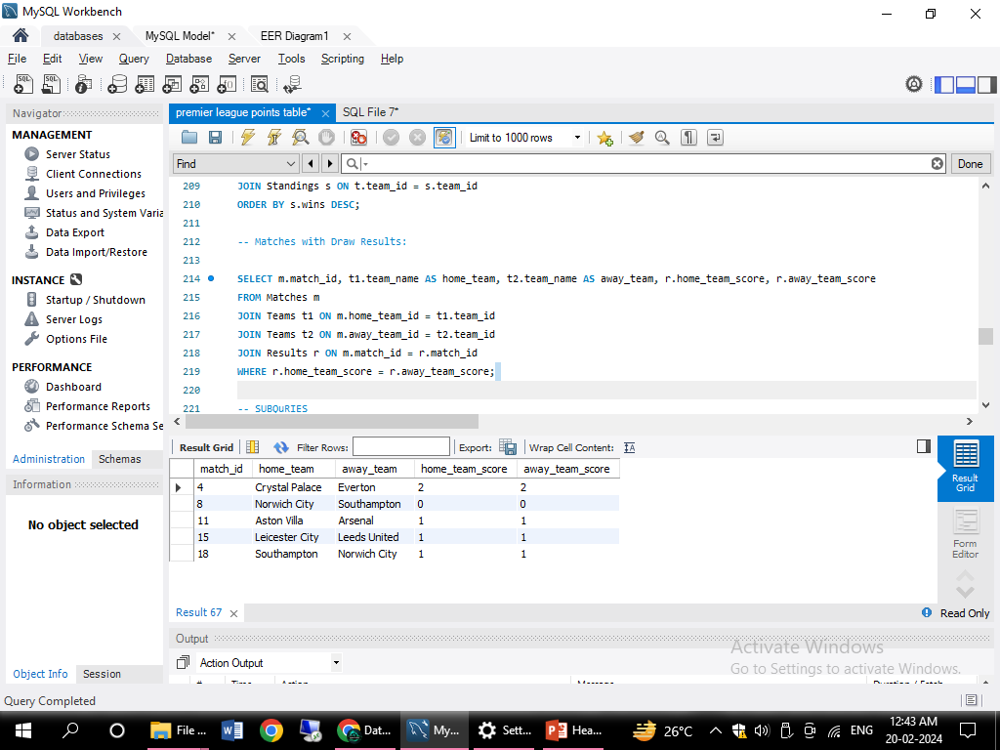 MySQL Workbench
databases MySQL Model* EER Diagram1
File Edit View Query Database Server Tools Scripting Help
Navigator premier league points table* SQL File 7*
MANAGEMENT
Server Status
Client Connections
Users and Privileges
Status and System Varia
Data Export
Data Import/Restore
INSTANCE
Startup / Shutdown
Server Logs
Options File
PERFORMANCE
Dashboard
Performance Reports
Performance Schema Se
Administration Schemas
Information
No object selected
Object Info Session
Limit to 1000 rows
Find Done
209 JOIN Standings s ON t.team_id = s.team_id
210 ORDER BY s.wins DESC;
211
212 -- Matches with Draw Results:
213
214 SELECT m.match_id, t1.team_name AS home_team, t2.team_name AS away_team, r.home_team_score, r.away_team_score
215 FROM Matches m
216 JOIN Teams t1 ON m.home_team_id = t1.team_id
217 JOIN Teams t2 ON m.away_team_id = t2.team_id
218 JOIN Results r ON m.match_id = r.match_id
219 WHERE r.home_team_score = r.away_team_score;
220
221 -- SUBQuRIES
Result Grid Filter Rows: Export: Wrap Cell Content:
match_id home_team away_team home_team_score away_team_score
4 Crystal Palace Everton 2 2
8 Norwich City Southampton 0 0
11 Aston Villa Arsenal 1 1
15 Leicester City Leeds United 1 1
18 Southampton Norwich City 1 1
Result
Grid
Form
Editor
Result 67 Read Only
Output
Action Output
# Time Action Message Duration / Fetch
Activate Windows
Go to Settings to activate Windows.
Query Completed
File ... Dat... My... Sett... Hea... 26°C ENG 12:43 AM
20-02-2024